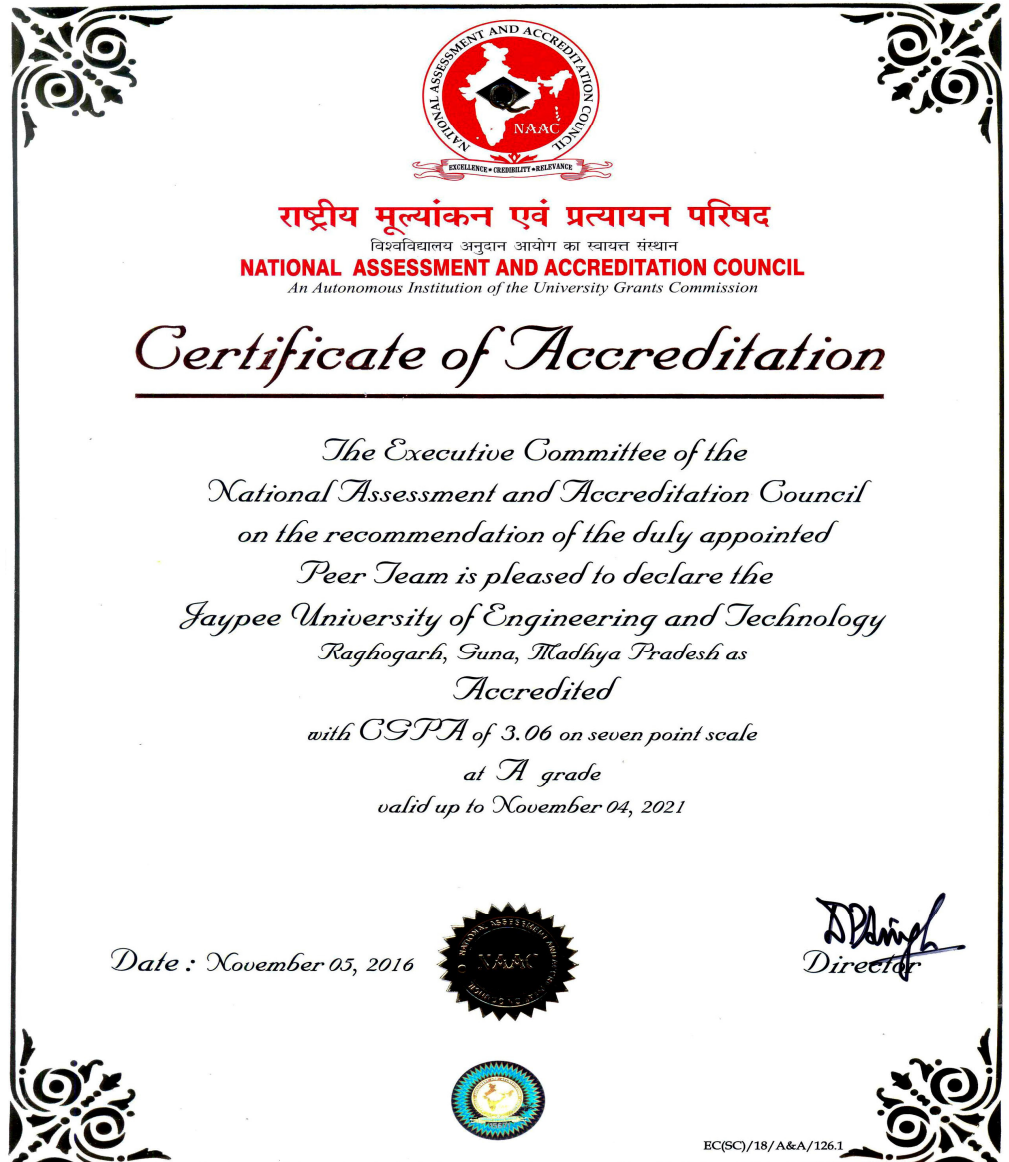 NATIONAL ASSESSMENT AND ACCREDITATION COUNCIL
NAAC
EXCELLENCE • CREDIBILITY • RELEVANCE
राष्ट्रीय मूल्यांकन एवं प्रत्यायन परिषद
विश्वविद्यालय अनुदान आयोग का स्वायत्त संस्थान
NATIONAL ASSESSMENT AND ACCREDITATION COUNCIL
An Autonomous Institution of the University Grants Commission
Certificate of Accreditation
The Executive Committee of the
National Assessment and Accreditation Council
on the recommendation of the duly appointed
Peer Team is pleased to declare the
Jaypee University of Engineering and Technology
Raghogarh, Guna, Madhya Pradesh as
Accredited
with CGPA of 3.06 on seven point scale
at A grade
valid up to November 04, 2021
Date : November 05, 2016
NAAC
Director
EC(SC)/18/A&A/126.1